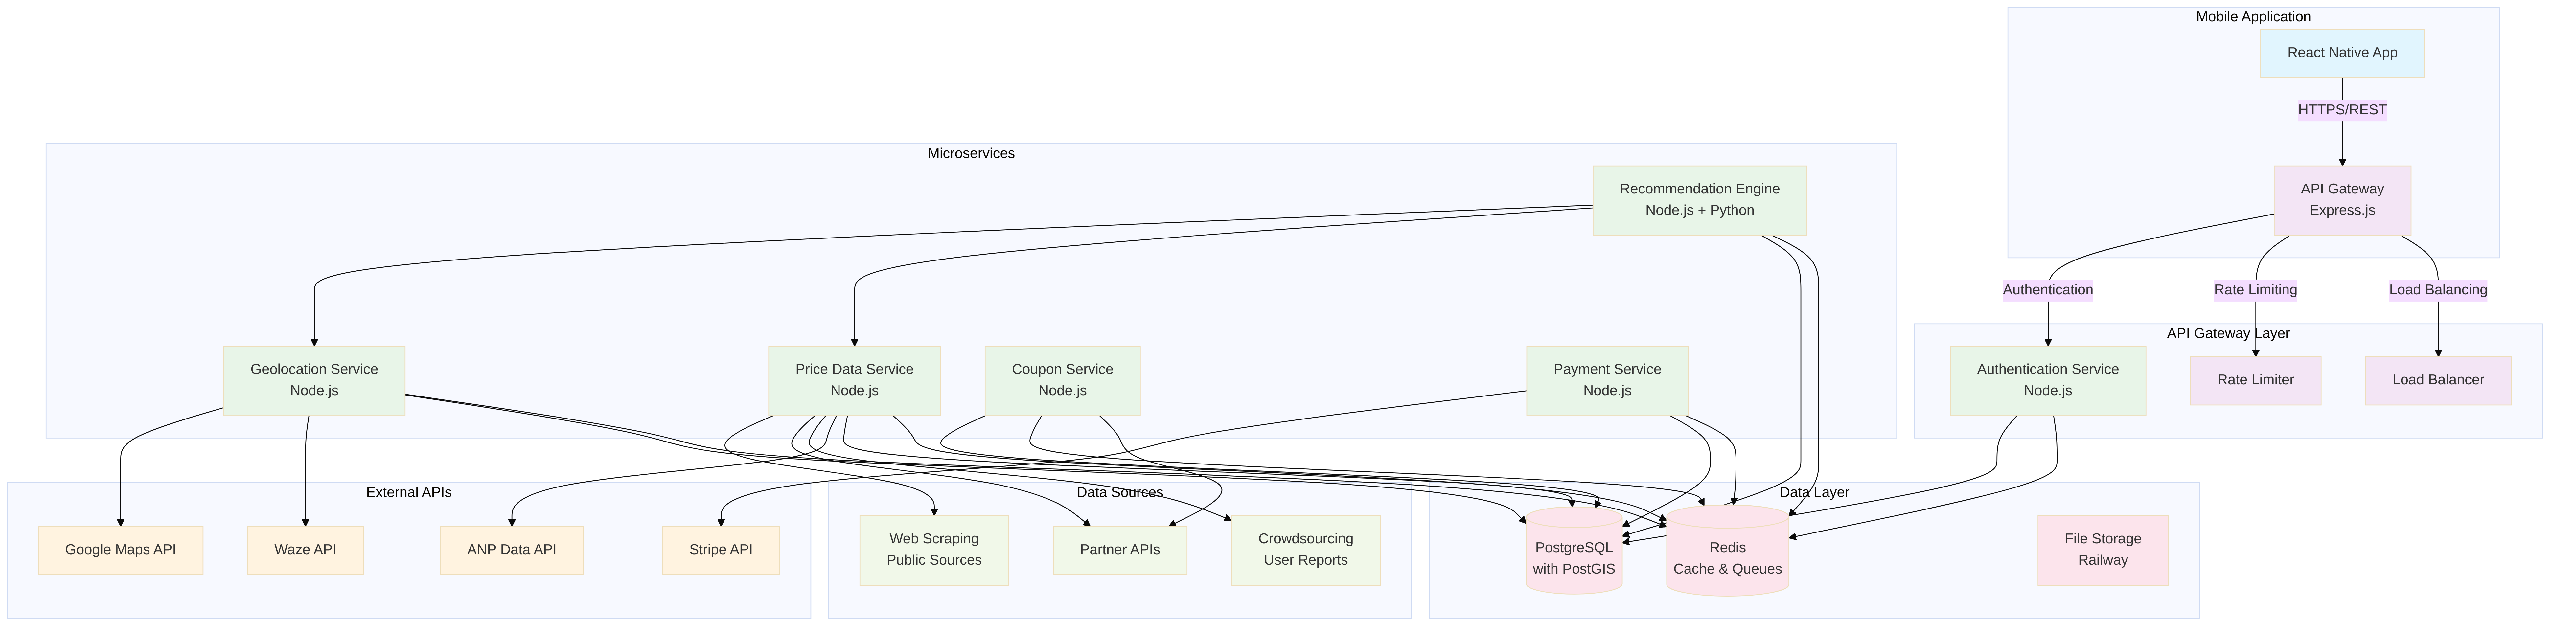 Mobile Application
React Native App
HTTPS/REST
API Gateway
Express.js
Microservices
Recommendation Engine
Node.js + Python
Authentication
Rate Limiting
Load Balancing
API Gateway Layer
Geolocation Service
Node.js
Price Data Service
Node.js
Coupon Service
Node.js
Payment Service
Node.js
Authentication Service
Node.js
Rate Limiter
Load Balancer
External APIs
Google Maps API
Waze API
ANP Data API
Stripe API
Data Sources
Web Scraping
Public Sources
Partner APIs
Crowdsourcing
User Reports
Data Layer
PostgreSQL
with PostGIS
Redis
Cache & Queues
File Storage
Railway